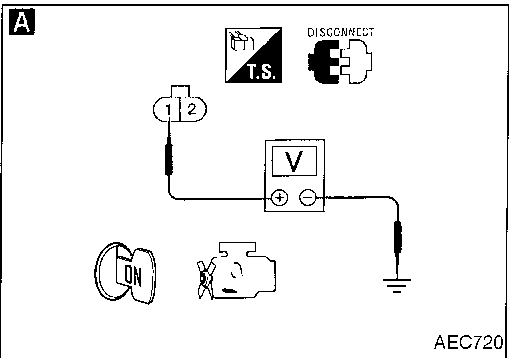 A
DISCONNECT
T.S.
1 2
V
+ −
ON
AEC720